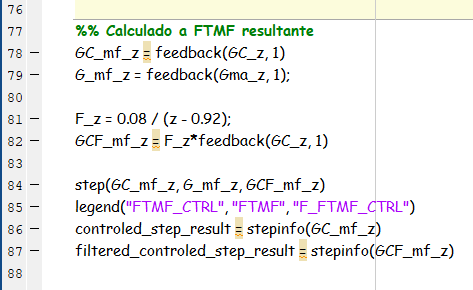 76
77 %% Calculado a FTMF resultante
78 – GC_mf_z = feedback(GC_z, 1)
79 – G_mf_z = feedback(Gma_z, 1);
80
81 – F_z = 0.08 / (z - 0.92);
82 – GCF_mf_z = F_z*feedback(GC_z, 1)
83
84 – step(GC_mf_z, G_mf_z, GCF_mf_z)
85 – legend("FTMF_CTRL", "FTMF", "F_FTMF_CTRL")
86 – controled_step_result = stepinfo(GC_mf_z)
87 – filtered_controled_step_result = stepinfo(GCF_mf_z)
88